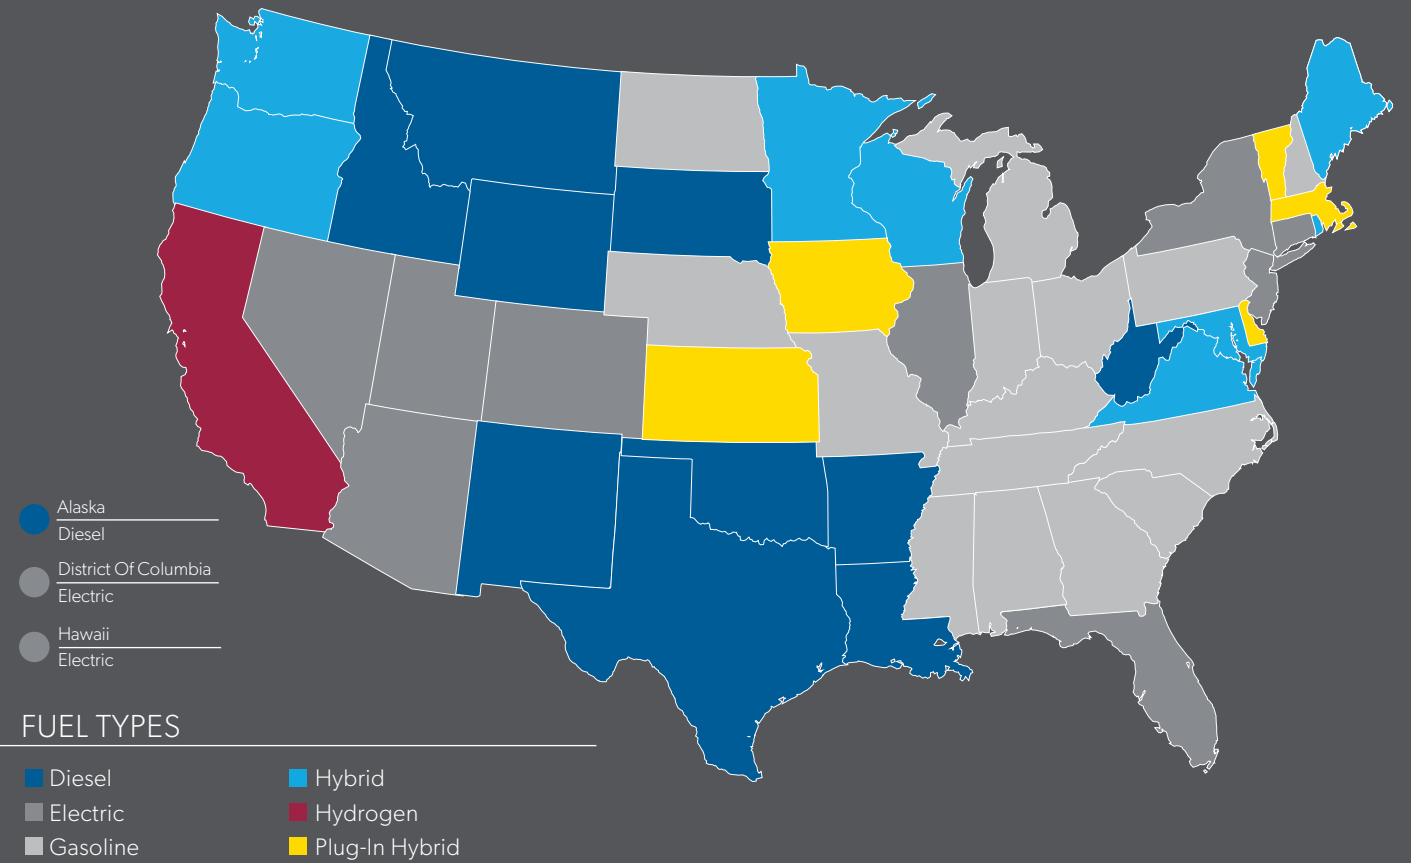 Alaska
Diesel
District Of Columbia
Electric
Hawaii
Electric
FUEL TYPES
Diesel
Electric
Gasoline
Hybrid
Hydrogen
Plug-In Hybrid